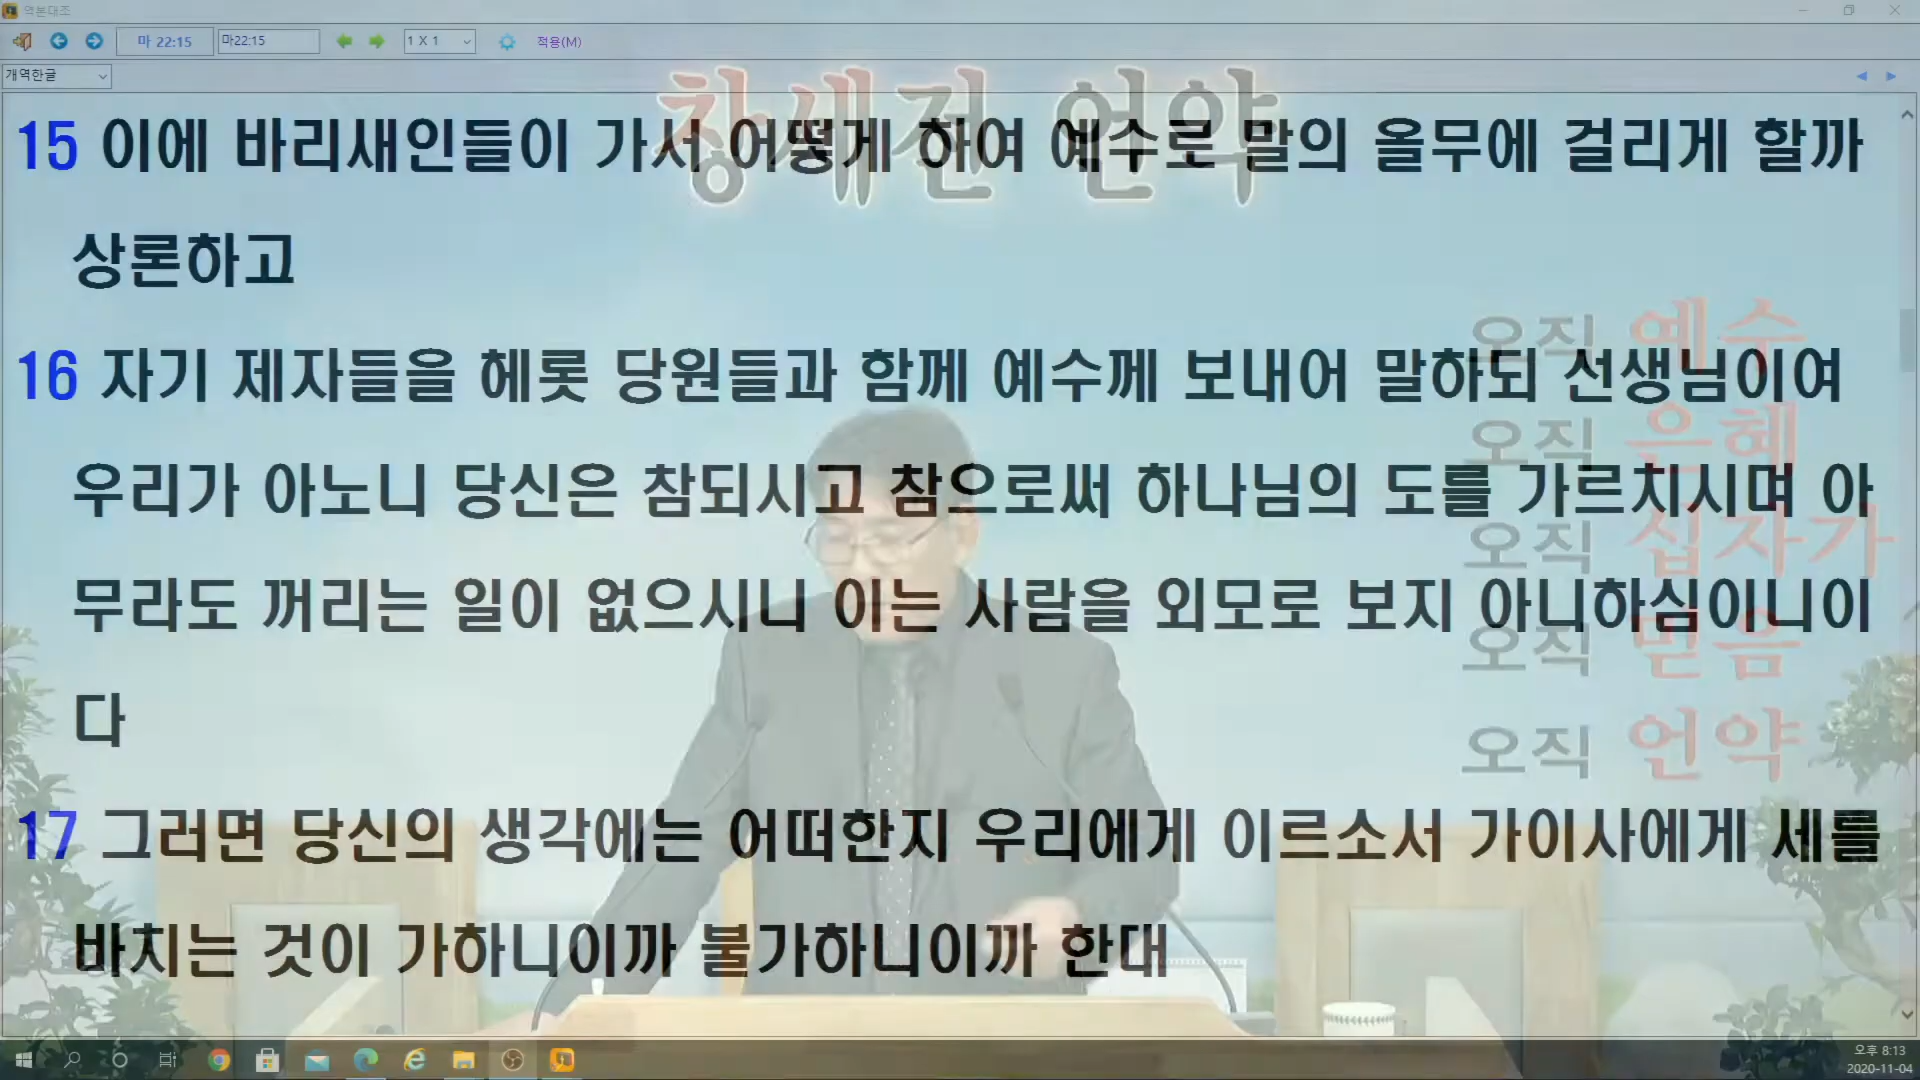 역본대조
마 22:15
마22:15
1 X 1
적용(M)
개역한글
창세전 언약
15 이에 바리새인들이 가서 어떻게 하여 예수로 말의 올무에 걸리게 할까
상론하고
16 자기 제자들을 헤롯 당원들과 함께 예수께 보내어 말하되 선생님이여
우리가 아노니 당신은 참되시고 참으로써 하나님의 도를 가르치시며 아
무라도 꺼리는 일이 없으시니 이는 사람을 외모로 보지 아니하심이니이
다
17 그러면 당신의 생각에는 어떠한지 우리에게 이르소서 가이사에게 세를
바치는 것이 가하니이까 불가하니이까 한대
오직 예수
오직 은혜
오직 십자가
오직 믿음
오직 언약
오후 8:13
2020-11-04